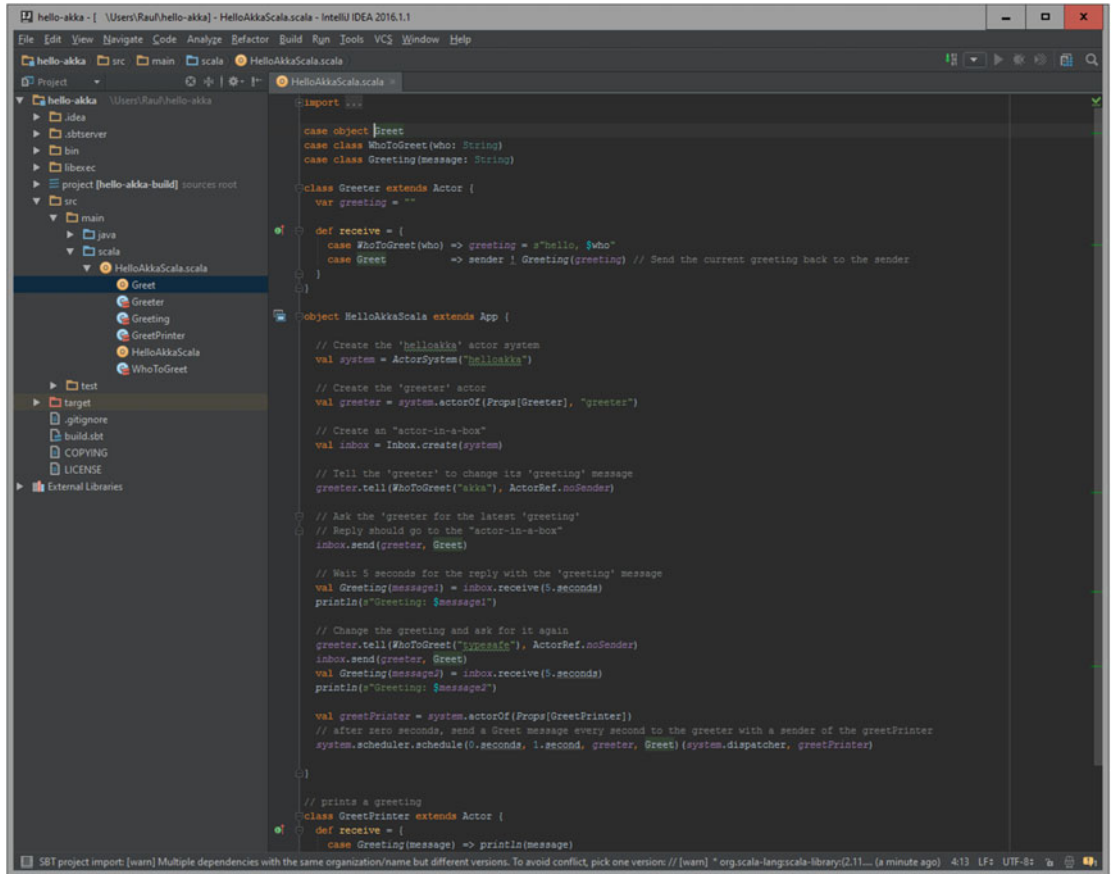 hello-akka - [ \Users\Raul\hello-akka] - HelloAkkaScala.scala - IntelliJ IDEA 2016.1.1
File Edit View Navigate Code Analyze Refactor Build Run Tools VCS Window Help
hello-akka src main scala HelloAkkaScala.scala
Project
HelloAkkaScala.scala
hello-akka \Users\Raul\hello-akka
.idea
.sbtserver
bin
libexec
project [hello-akka-build] sources root
src
main
java
scala
HelloAkkaScala.scala
Greet
Greeter
Greeting
GreetPrinter
HelloAkkaScala
WhoToGreet
test
target
.gitignore
build.sbt
COPYING
LICENSE
External Libraries
import ...
case object Greet
case class WhoToGreet(who: String)
case class Greeting(message: String)
class Greeter extends Actor {
var greeting = ""
def receive = {
case WhoToGreet(who) => greeting = s"hello, $who"
case Greet => sender ! Greeting(greeting) // Send the current greeting back to the sender
}
}
object HelloAkkaScala extends App {
// Create the 'helloakka' actor system
val system = ActorSystem("helloakka")
// Create the 'greeter' actor
val greeter = system.actorOf(Props[Greeter], "greeter")
// Create an "actor-in-a-box"
val inbox = Inbox.create(system)
// Tell the 'greeter' to change its 'greeting' message
greeter.tell(WhoToGreet("akka"), ActorRef.noSender)
// Ask the 'greeter for the latest 'greeting'
// Reply should go to the "actor-in-a-box"
inbox.send(greeter, Greet)
// Wait 5 seconds for the reply with the 'greeting' message
val Greeting(message1) = inbox.receive(5.seconds)
println(s"Greeting: $message1")
// Change the greeting and ask for it again
greeter.tell(WhoToGreet("typesafe"), ActorRef.noSender)
inbox.send(greeter, Greet)
val Greeting(message2) = inbox.receive(5.seconds)
println(s"Greeting: $message2")
val greetPrinter = system.actorOf(Props[GreetPrinter])
// after zero seconds, send a Greet message every second to the greeter with a sender of the greetPrinter
system.scheduler.schedule(0.seconds, 1.second, greeter, Greet)(system.dispatcher, greetPrinter)
}
// prints a greeting
class GreetPrinter extends Actor {
def receive = {
case Greeting(message) => println(message)
SBT project import: [warn] Multiple dependencies with the same organization/name but different versions. To avoid conflict, pick one version: // [warn] * org.scala-lang:scala-library:(2.11.... (a minute ago) 4:13 LF÷ UTF-8÷